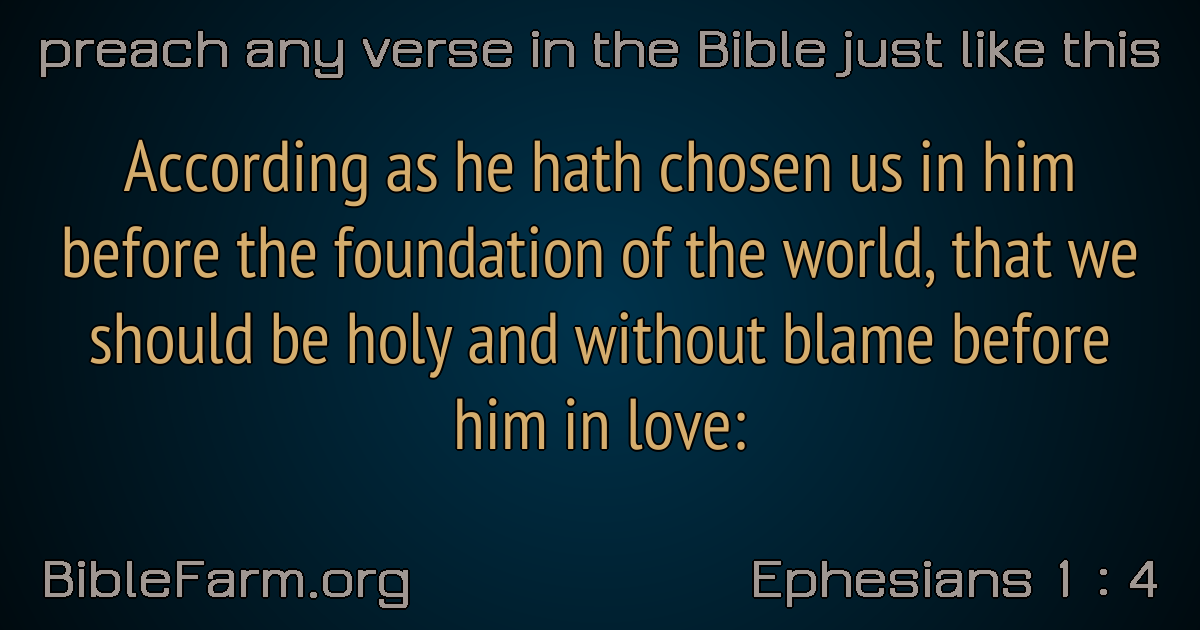 preach any verse in the Bible just like this
According as he hath chosen us in him
before the foundation of the world, that we
should be holy and without blame before
him in love:
BibleFarm.org
Ephesians 1 : 4